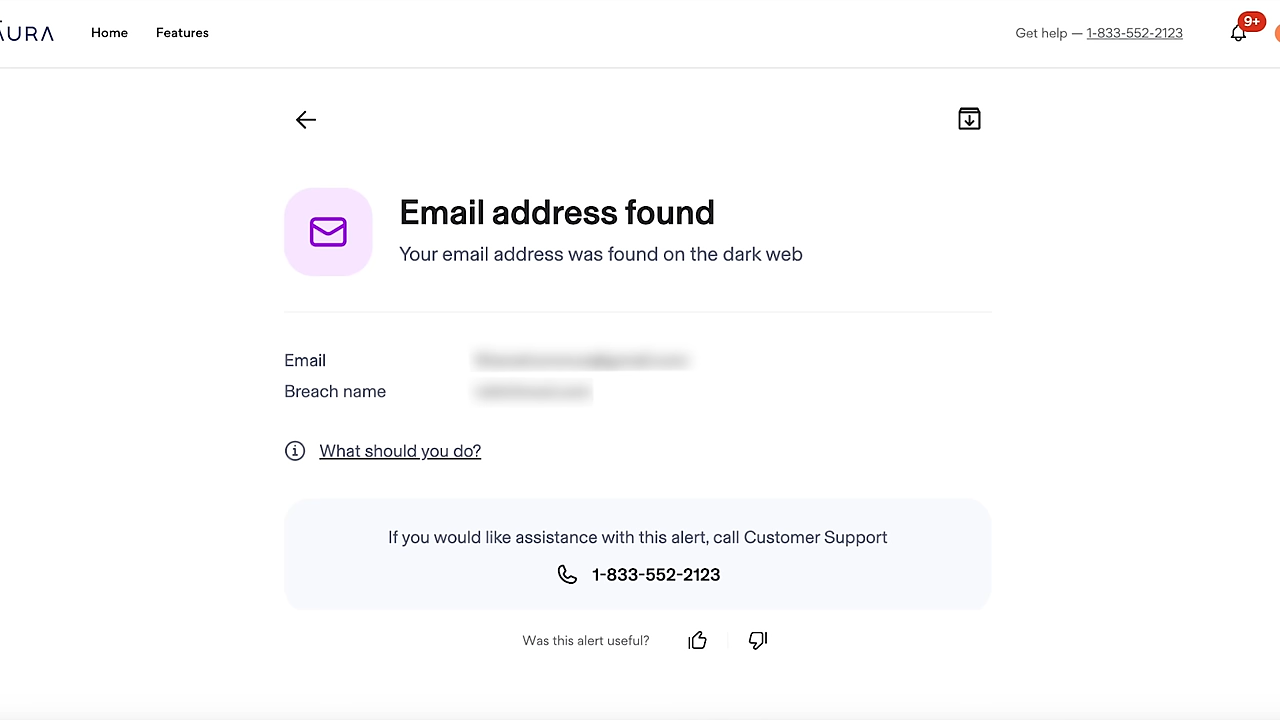 AURA
Home
Features
Get help — 1-833-552-2123
9+
Email address found
Your email address was found on the dark web
Email
Breach name
What should you do?
If you would like assistance with this alert, call Customer Support
1-833-552-2123
Was this alert useful?